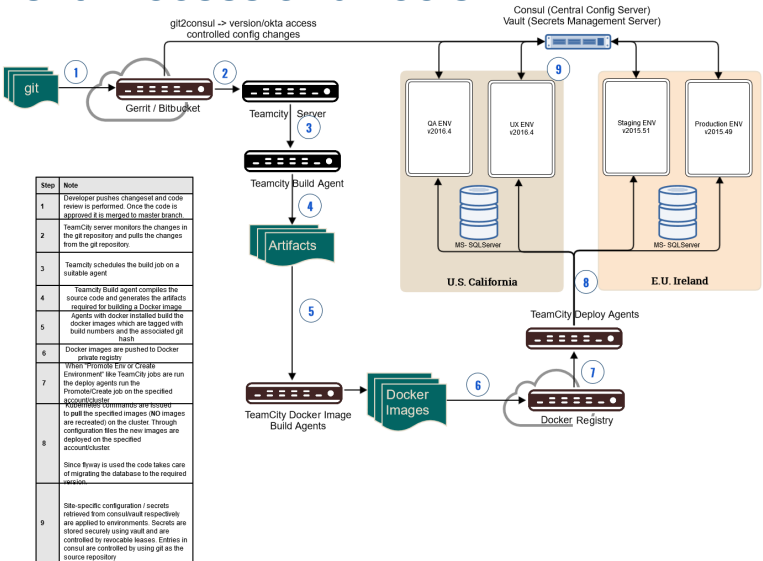 Consul (Central Config Server)
Vault (Secrets Management Server)
git2consul -> version/okta access
controlled config changes
1
2
9
git
Gerrit / Bitbucket
Teamcity Server
3
QA ENV
v2016.4
UX ENV
v2016.4
Staging ENV
v2015.51
Production ENV
v2015.49
Teamcity Build Agent
4
Artifacts
MS- SQLServer
MS- SQLServer
U.S. California
E.U. Ireland
8
5
TeamCity Deploy Agents
7
6
Docker
Images
TeamCity Docker Image
Build Agents
Docker Registry
Step Note
1
Developer pushes changeset and code
review is performed. Once the code is
approved it is merged to master branch.
2
TeamCity server monitors the changes in
the git repository and pulls the changes
from the git repository.
3
Teamcity schedules the build job on a
suitable agent
4
Teamcity Build agent compiles the
source code and generates the artifacts
required for building a Docker image
5
Agents with docker installed build the
docker images which are tagged with
build numbers and the associated git
hash
6
Docker images are pushed to Docker
private registry
7
When "Promote Env or Create
Environment" like TeamCity jobs are run
the deploy agents run the
Promote/Create job on the specified
account/cluster
8
Kubernetes commands are issued
to pull the specified images (NO images
are recreated) on the cluster. Through
configuration files the new images are
deployed on the specified
account/cluster.
Since flyway is used the code takes care
of migrating the database to the required
version.
9
Site-specific configuration / secrets
retrieved from consul/vault respectively
are applied to environments. Secrets are
stored securely using vault and are
controlled by revocable leases. Entries in
consul are controlled by using git as the
source repository